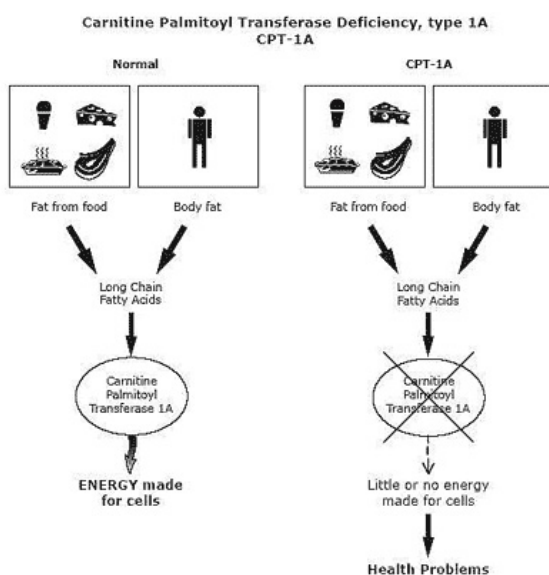 Carnitine Palmitoyl Transferase Deficiency, type 1A
CPT-1A
Normal
Fat from food
Body fat
Long Chain
Fatty Acids
Carnitine
Palmitoyl
Transferase 1A
ENERGY made
for cells
CPT-1A
Fat from food
Body fat
Long Chain
Fatty Acids
Carnitine
Palmitoyl
Transferase 1A
Little or no energy
made for cells
Health Problems